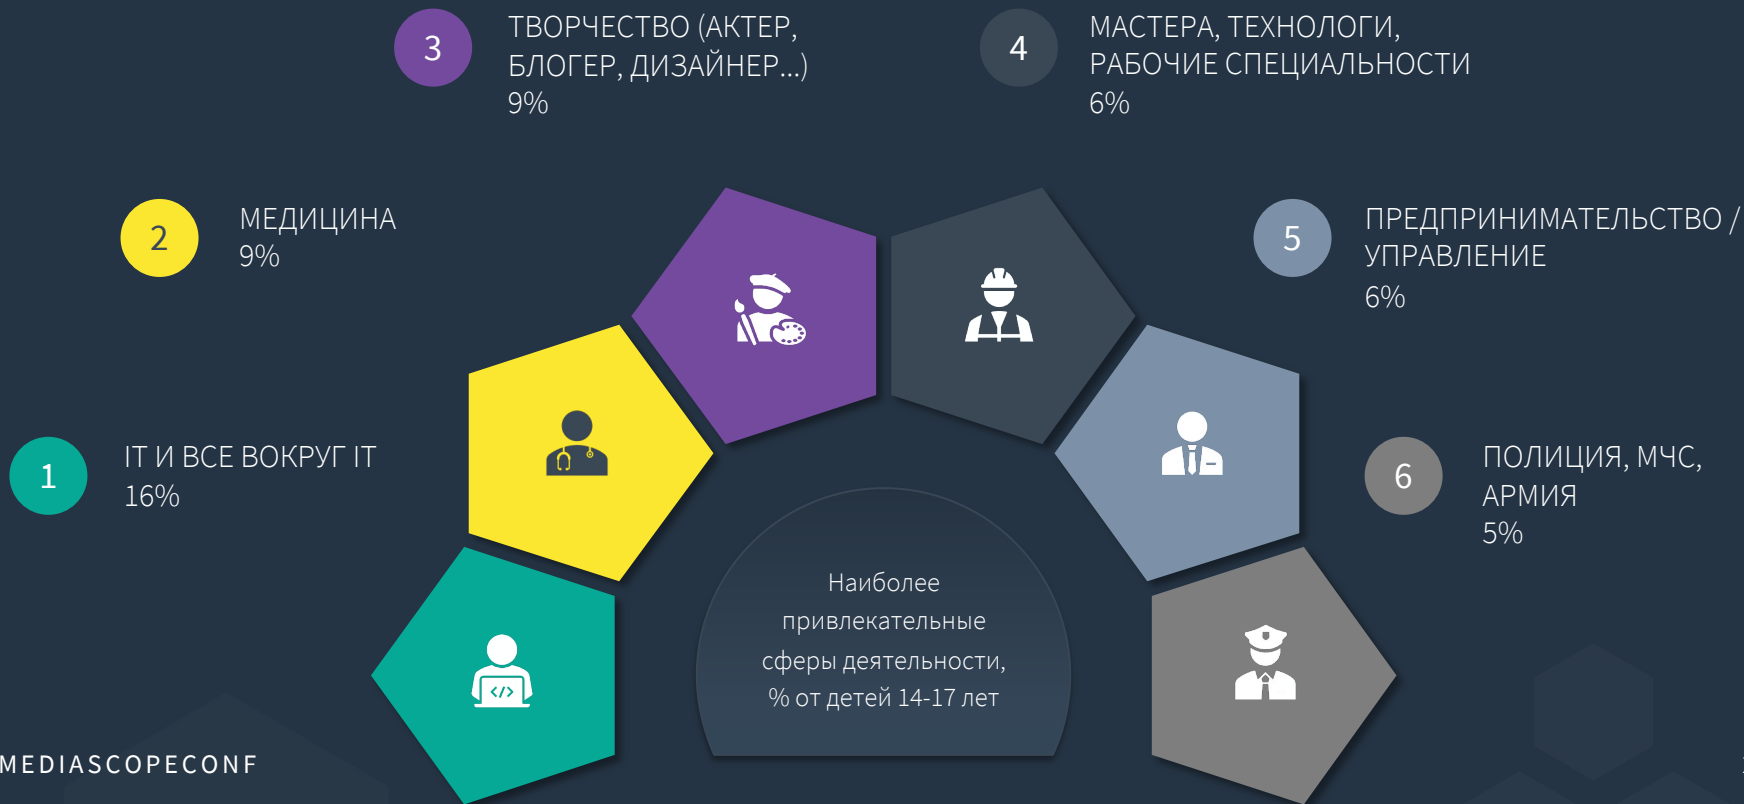 3
ТВОРЧЕСТВО (АКТЕР,
БЛОГЕР, ДИЗАЙНЕР...)
9%
4
МАСТЕРА, ТЕХНОЛОГИ,
РАБОЧИЕ СПЕЦИАЛЬНОСТИ
6%
2
МЕДИЦИНА
9%
5
ПРЕДПРИНИМАТЕЛЬСТВО /
УПРАВЛЕНИЕ
6%
1
IT И ВСЕ ВОКРУГ IT
16%
6
ПОЛИЦИЯ, МЧС,
АРМИЯ
5%
</>
Наиболее
привлекательные
сферы деятельности,
% от детей 14-17 лет
MEDIASCOPECONF